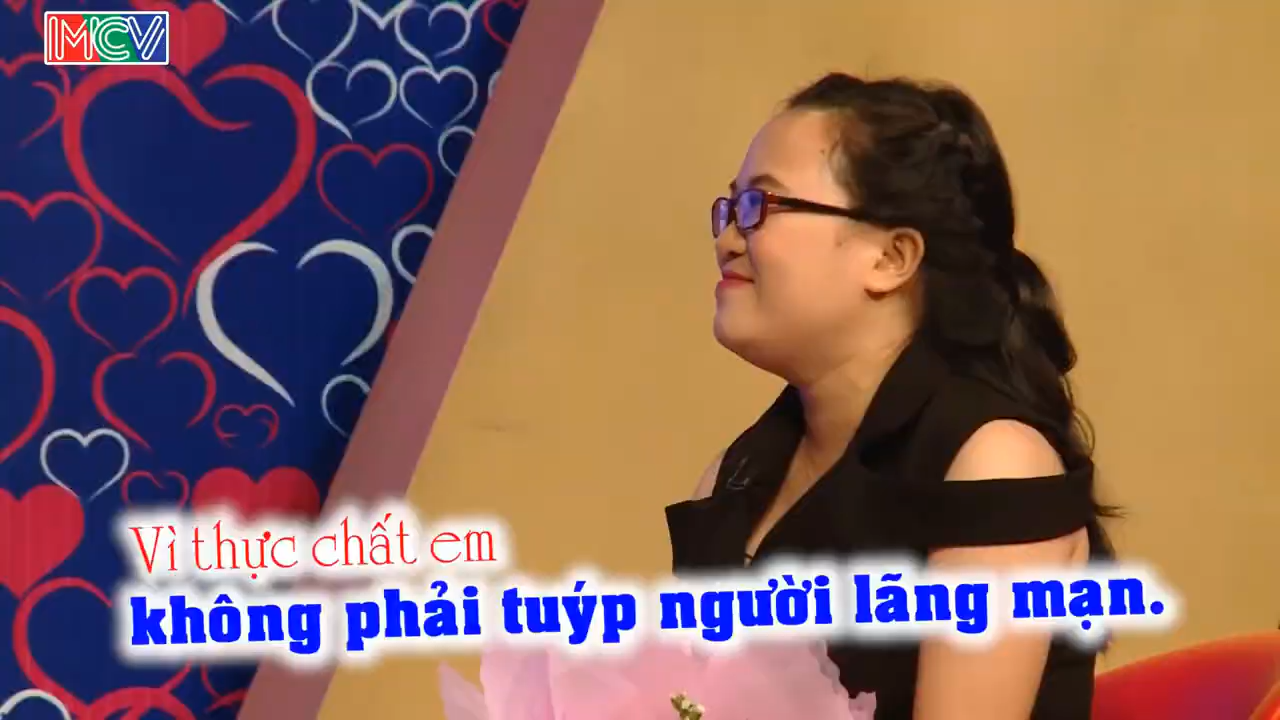 MCV
Vì thực chất em
không phải tuýp người lãng mạn.